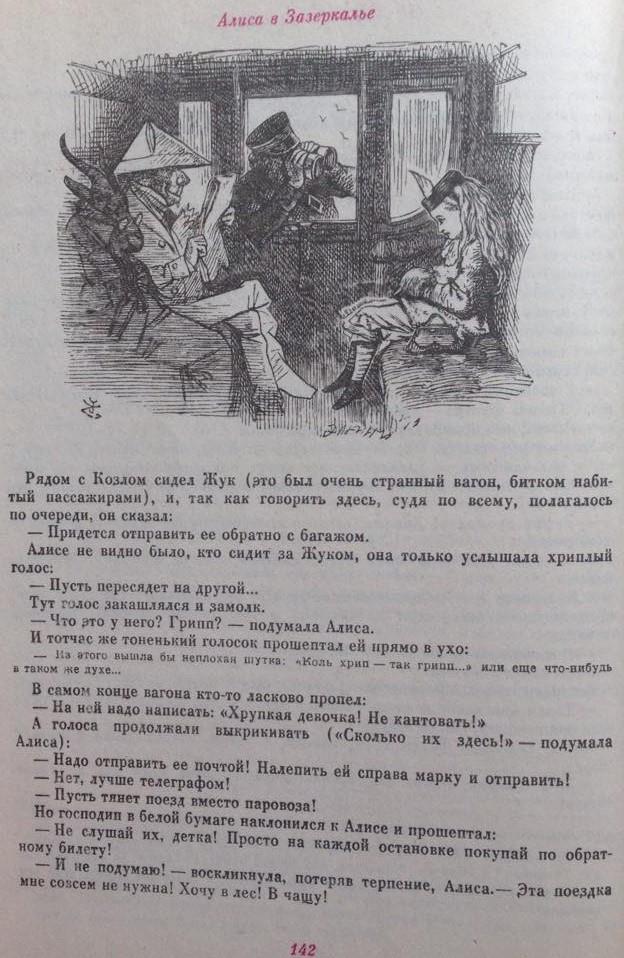 Алиса в Зазеркалье
Рядом с Козлом сидел Жук (это был очень странный вагон, битком наби-
тый пассажирами), и, так как говорить здесь, судя по всему, полагалось
по очереди, он сказал:
— Придется отправить ее обратно с багажом.
Алисе не видно было, кто сидит за Жуком, она только услышала хриплый
голос:
— Пусть пересядет на другой...
Тут голос закашлялся и замолк.
— Что это у него? Грипп? — подумала Алиса.
И тотчас же тоненький голосок прошептал ей прямо в ухо:
— Из этого вышла бы неплохая шутка: «Коль хрип — так грипп...» или еще что-нибудь
в таком же духе...
В самом конце вагона кто-то ласково пропел:
— На ней надо написать: «Хрупкая девочка! Не кантовать!»
А голоса продолжали выкрикивать («Сколько их здесь!» — подумала
Алиса):
— Надо отправить ее почтой! Налепить ей справа марку и отправить!
— Нет, лучше телеграфом!
— Пусть тянет поезд вместо паровоза!
Но господин в белой бумаге наклонился к Алисе и прошептал:
— Не слушай их, детка! Просто на каждой остановке покупай по обрат-
ному билету!
— И не подумаю! — воскликнула, потеряв терпение, Алиса.— Эта поездка
мне совсем не нужна! Хочу в лес! В чащу!
142